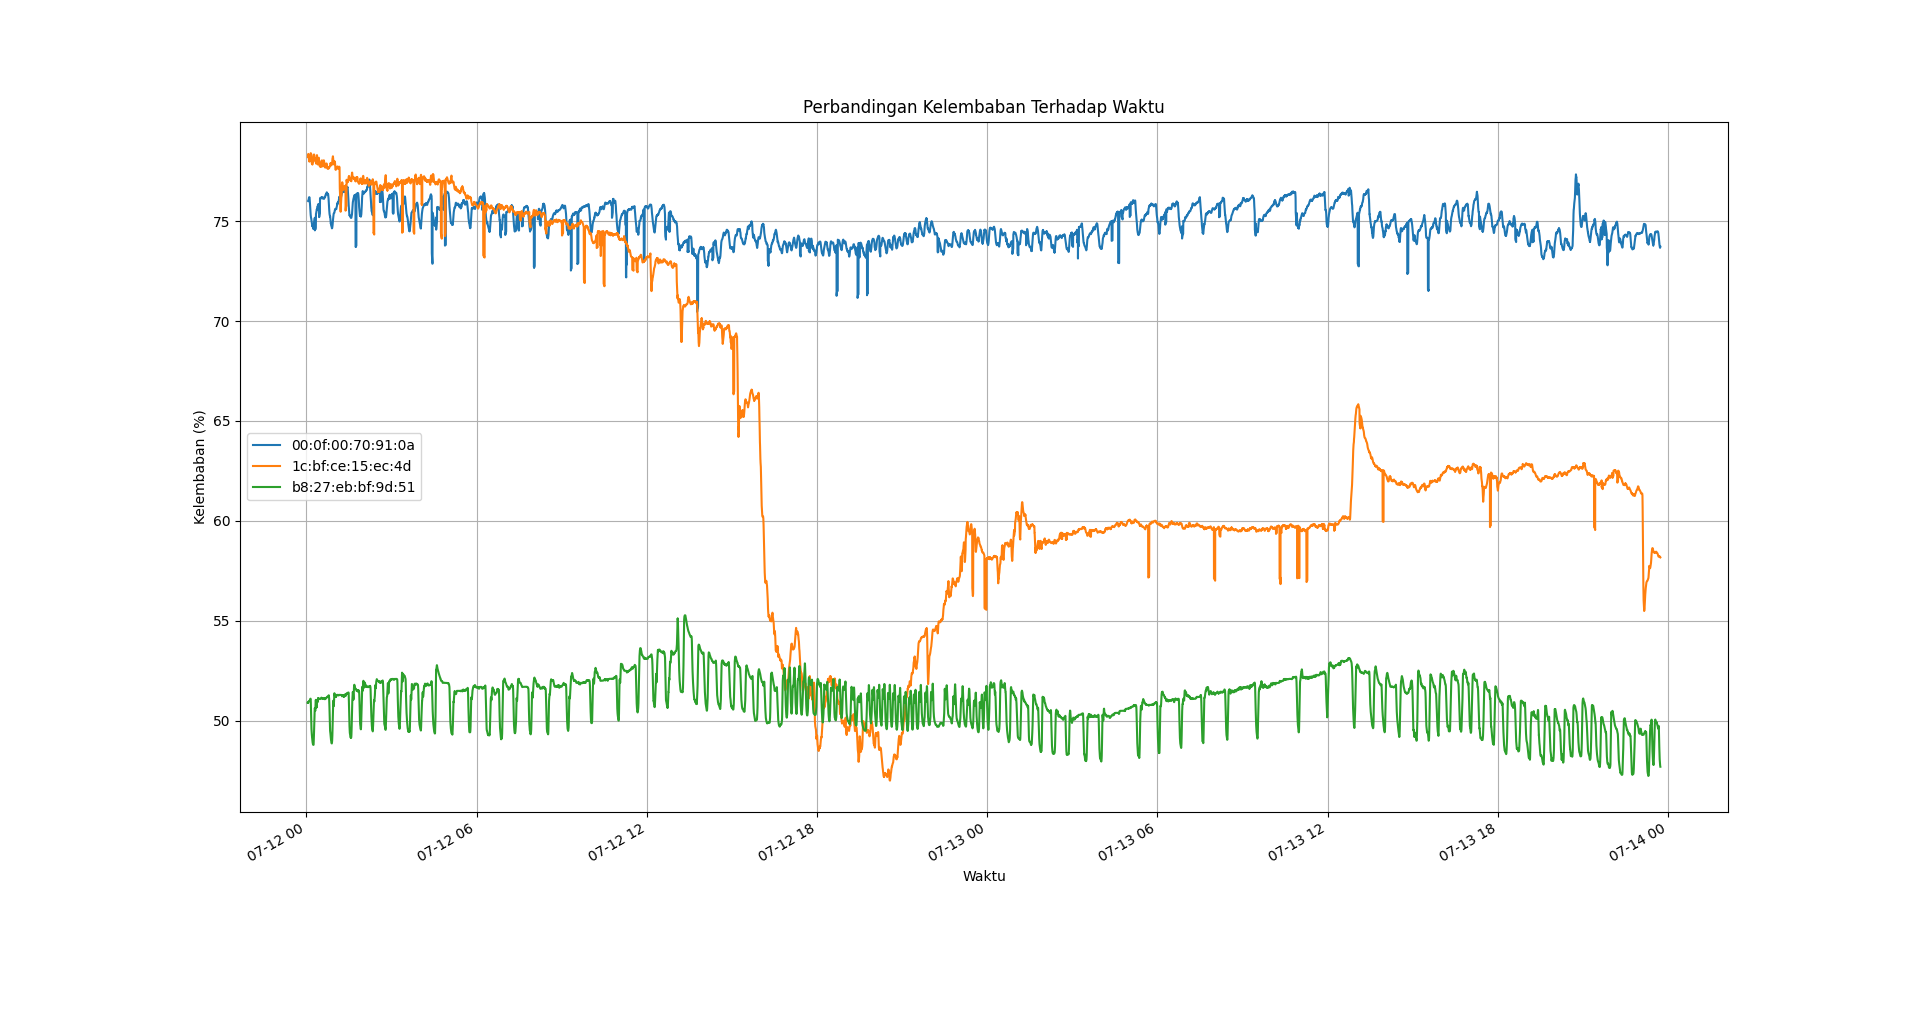 Perbandingan Kelembaban Terhadap Waktu
Kelembaban (%)
75
70
65
60
55
50
00:0f:00:70:91:0a
1c:bf:ce:15:ec:4d
b8:27:eb:bf:9d:51
07-12 00
07-12 06
07-12 12
07-12 18
07-13 00
07-13 06
07-13 12
07-13 18
07-14 00
Waktu